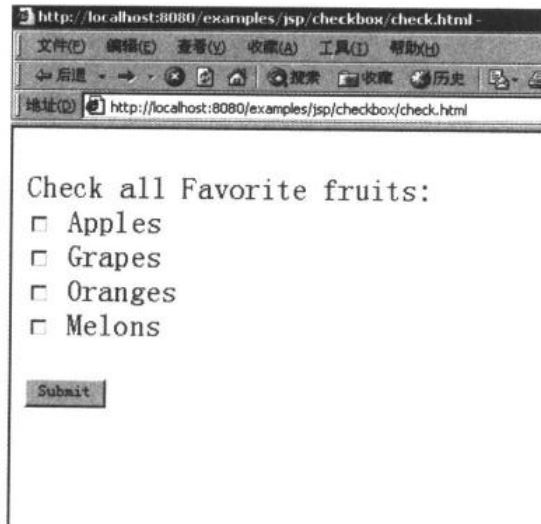 http://localhost:8080/examples/jsp/checkbox/check.html -
文件(F) 编辑(E) 查看(V) 收藏(A) 工具(T) 帮助(H)
后退 搜索 收藏 历史
地址(D) http://localhost:8080/examples/jsp/checkbox/check.html
Check all Favorite fruits:
Apples
Grapes
Oranges
Melons
Submit